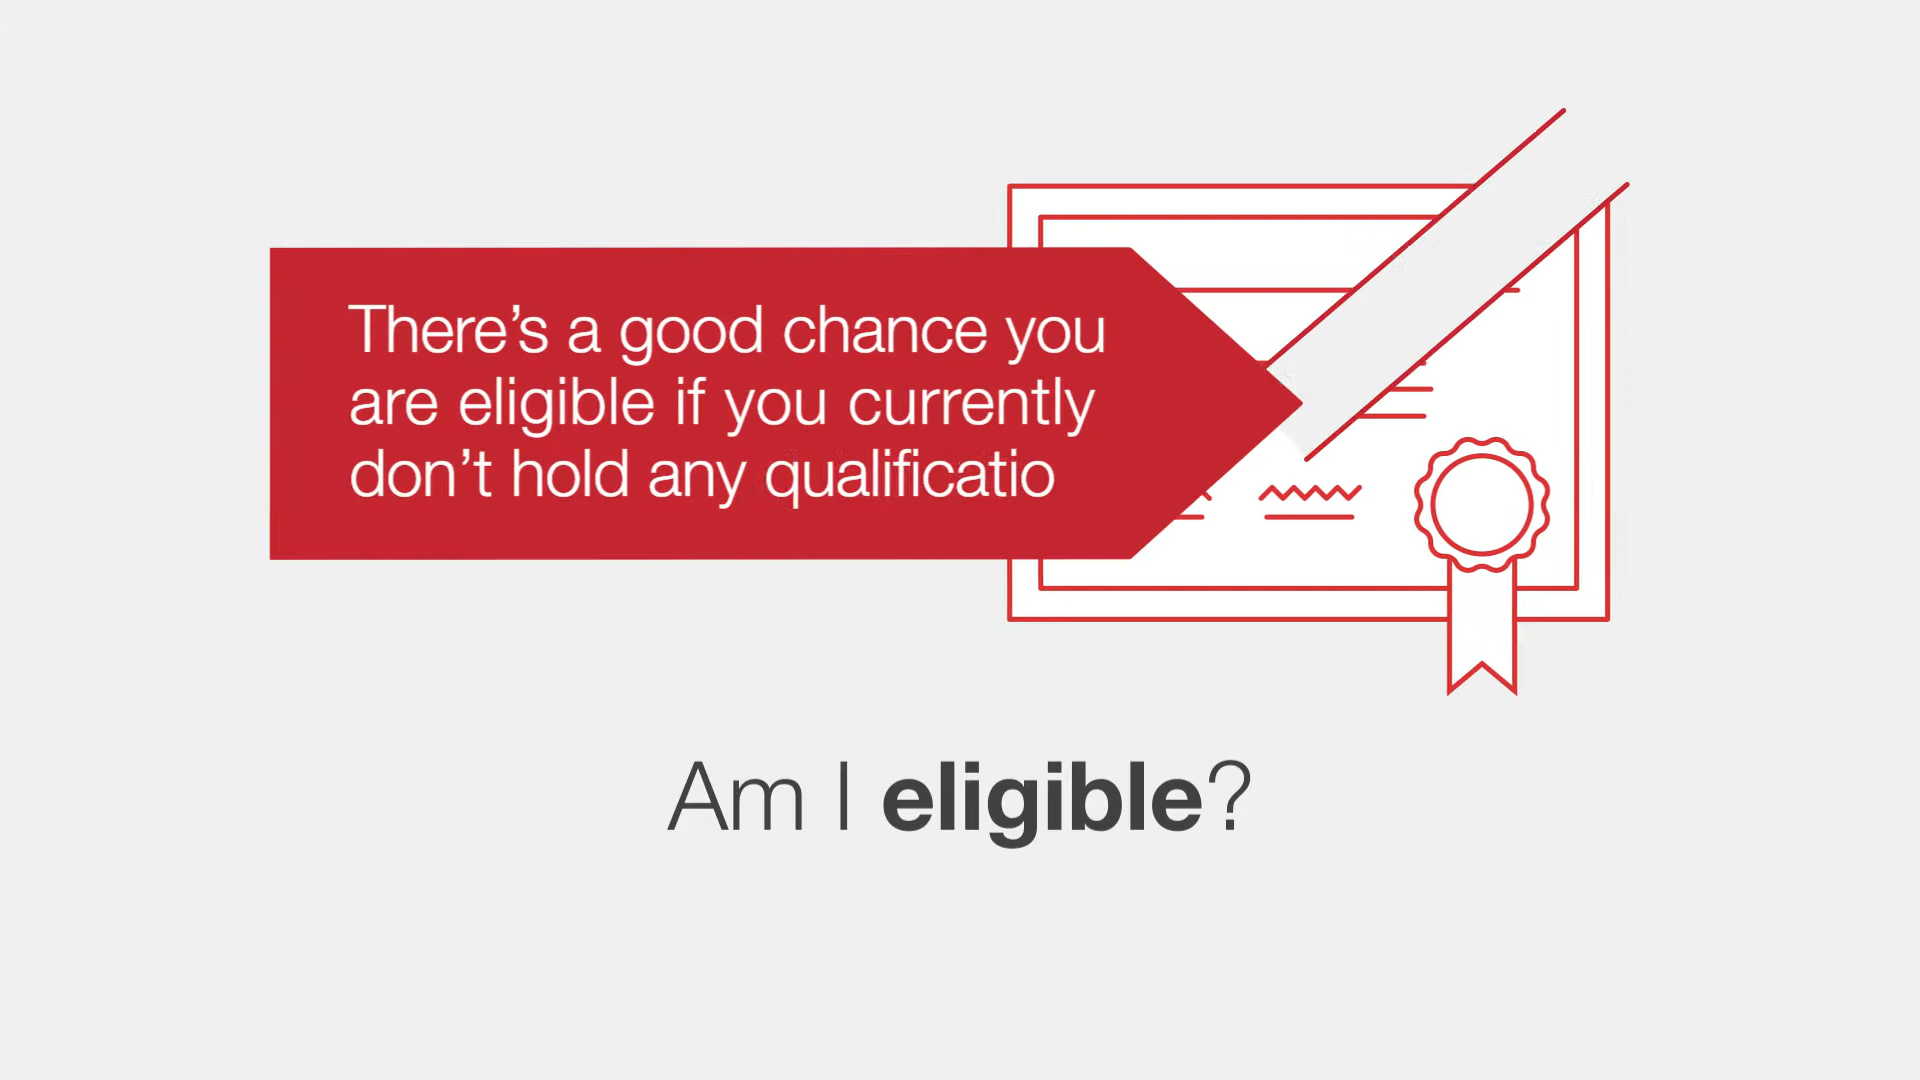 There’s a good chance you
are eligible if you currently
don’t hold any qualificatio
Am I eligible?